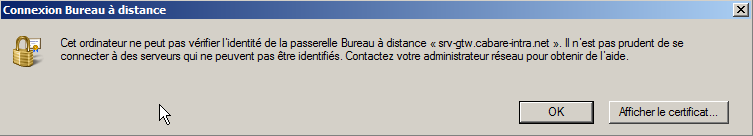 Connexion Bureau à distance
Cet ordinateur ne peut pas vérifier l'identité de la passerelle Bureau à distance « srv-gtw.cabare-intra.net ». Il n'est pas prudent de se
connecter à des serveurs qui ne peuvent pas être identifiés. Contactez votre administrateur réseau pour obtenir de l'aide.
OK
Afficher le certificat...